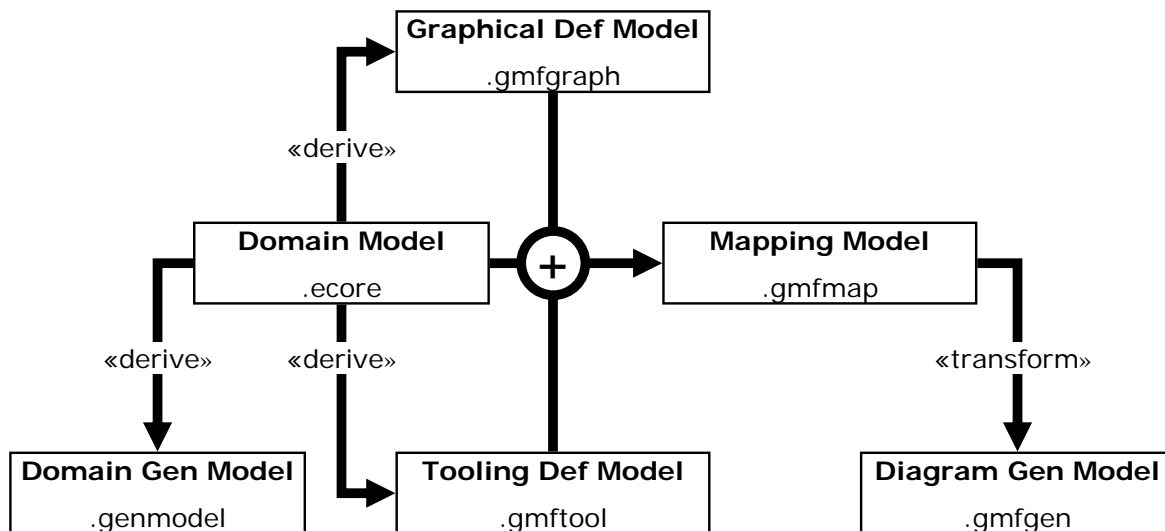 Graphical Def Model
.gmfgraph
«derive»
Domain Model
.ecore
+
Mapping Model
.gmfmap
«derive»
«derive»
«transform»
Domain Gen Model
.genmodel
Tooling Def Model
.gmftool
Diagram Gen Model
.gmfgen